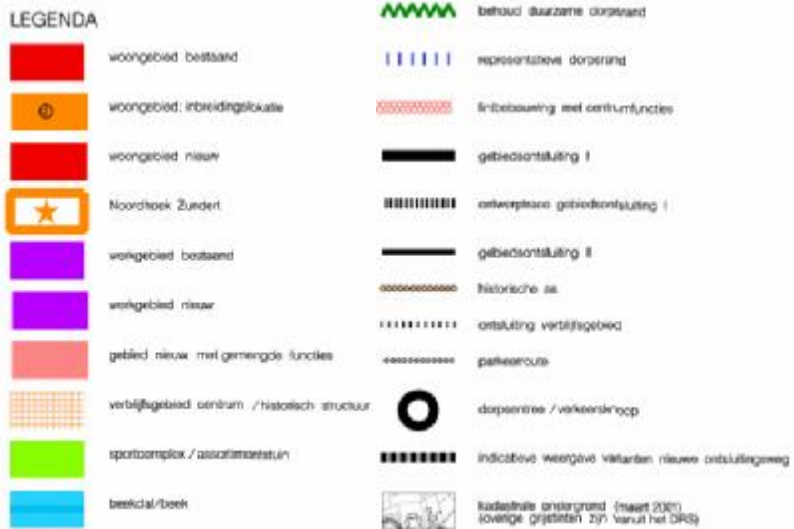 LEGENDA
woongebied bestaand
woongebied: inbreidingslokatie
woongebied nieuw
Noordhoek Zundert
werkgebied bestaand
werkgebied nieuw
gebied nieuw met gemengde functies
verblijfsgebied centrum / historisch structuur
sportcomplex / assortimentstuin
beekdal/beek
behoud duurzame dorpsrand
representatieve dorpsrand
lintbebouwing met centrumfuncties
gebiedsontsluiting I
gebiedsontsluiting I
gebiedsontsluiting II
historische as
ontsluiting verblijfsgebied
parkeerroute
dorpsentree / verkeersknoop
indicatieve weergave varianten nieuwe ontsluitingsweg
kadastrale ondergrond (maart 2001)
(overige grijstinten zijn vanuit het DRS)